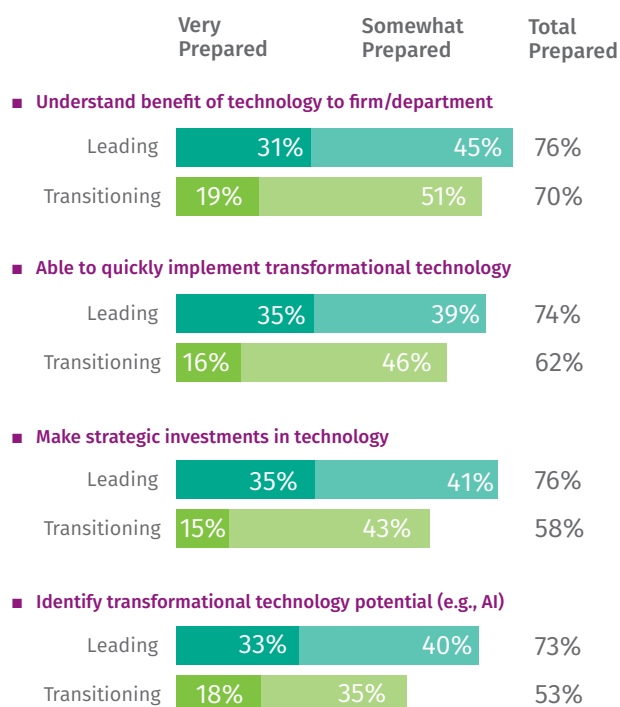 Very Prepared
Somewhat Prepared
Total Prepared
■ Understand benefit of technology to firm/department
Leading 31% 45% 76%
Transitioning 19% 51% 70%
■ Able to quickly implement transformational technology
Leading 35% 39% 74%
Transitioning 16% 46% 62%
■ Make strategic investments in technology
Leading 35% 41% 76%
Transitioning 15% 43% 58%
■ Identify transformational technology potential (e.g., AI)
Leading 33% 40% 73%
Transitioning 18% 35% 53%